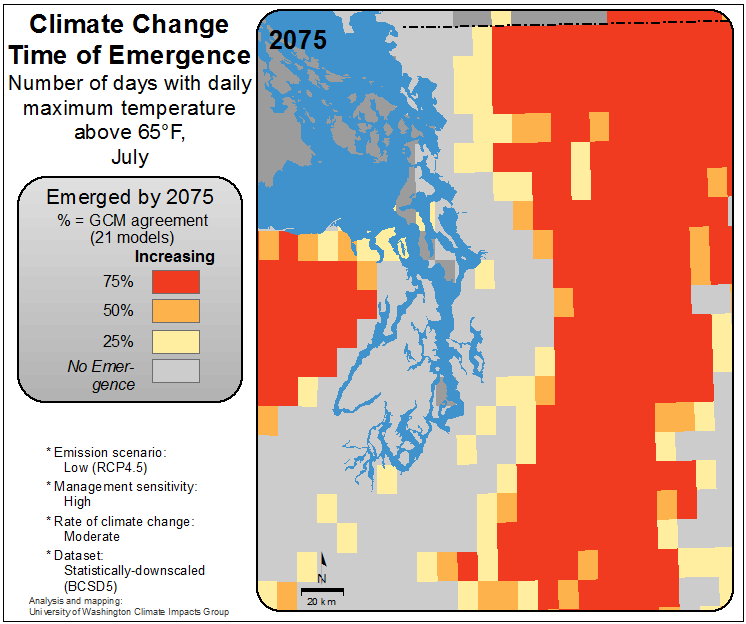 Climate Change
Time of Emergence
Number of days with daily
maximum temperature
above 65°F,
July
Emerged by 2075
% = GCM agreement
(21 models)
Increasing
75%
50%
25%
No Emer-
gence
* Emission scenario:
Low (RCP4.5)
* Management sensitivity:
High
* Rate of climate change:
Moderate
* Dataset:
Statistically-downscaled
(BCSD5)
Analysis and mapping:
University of Washington Climate Impacts Group
2075
N
20 km